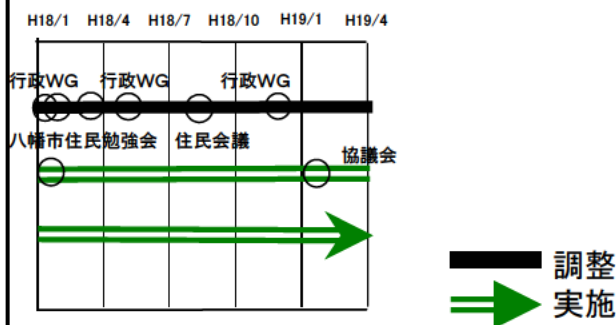 H18/1 H18/4 H18/7 H18/10 H19/1 H19/4
行政WG 行政WG 行政WG
八幡市住民勉強会 住民会議
協議会
調整
実施